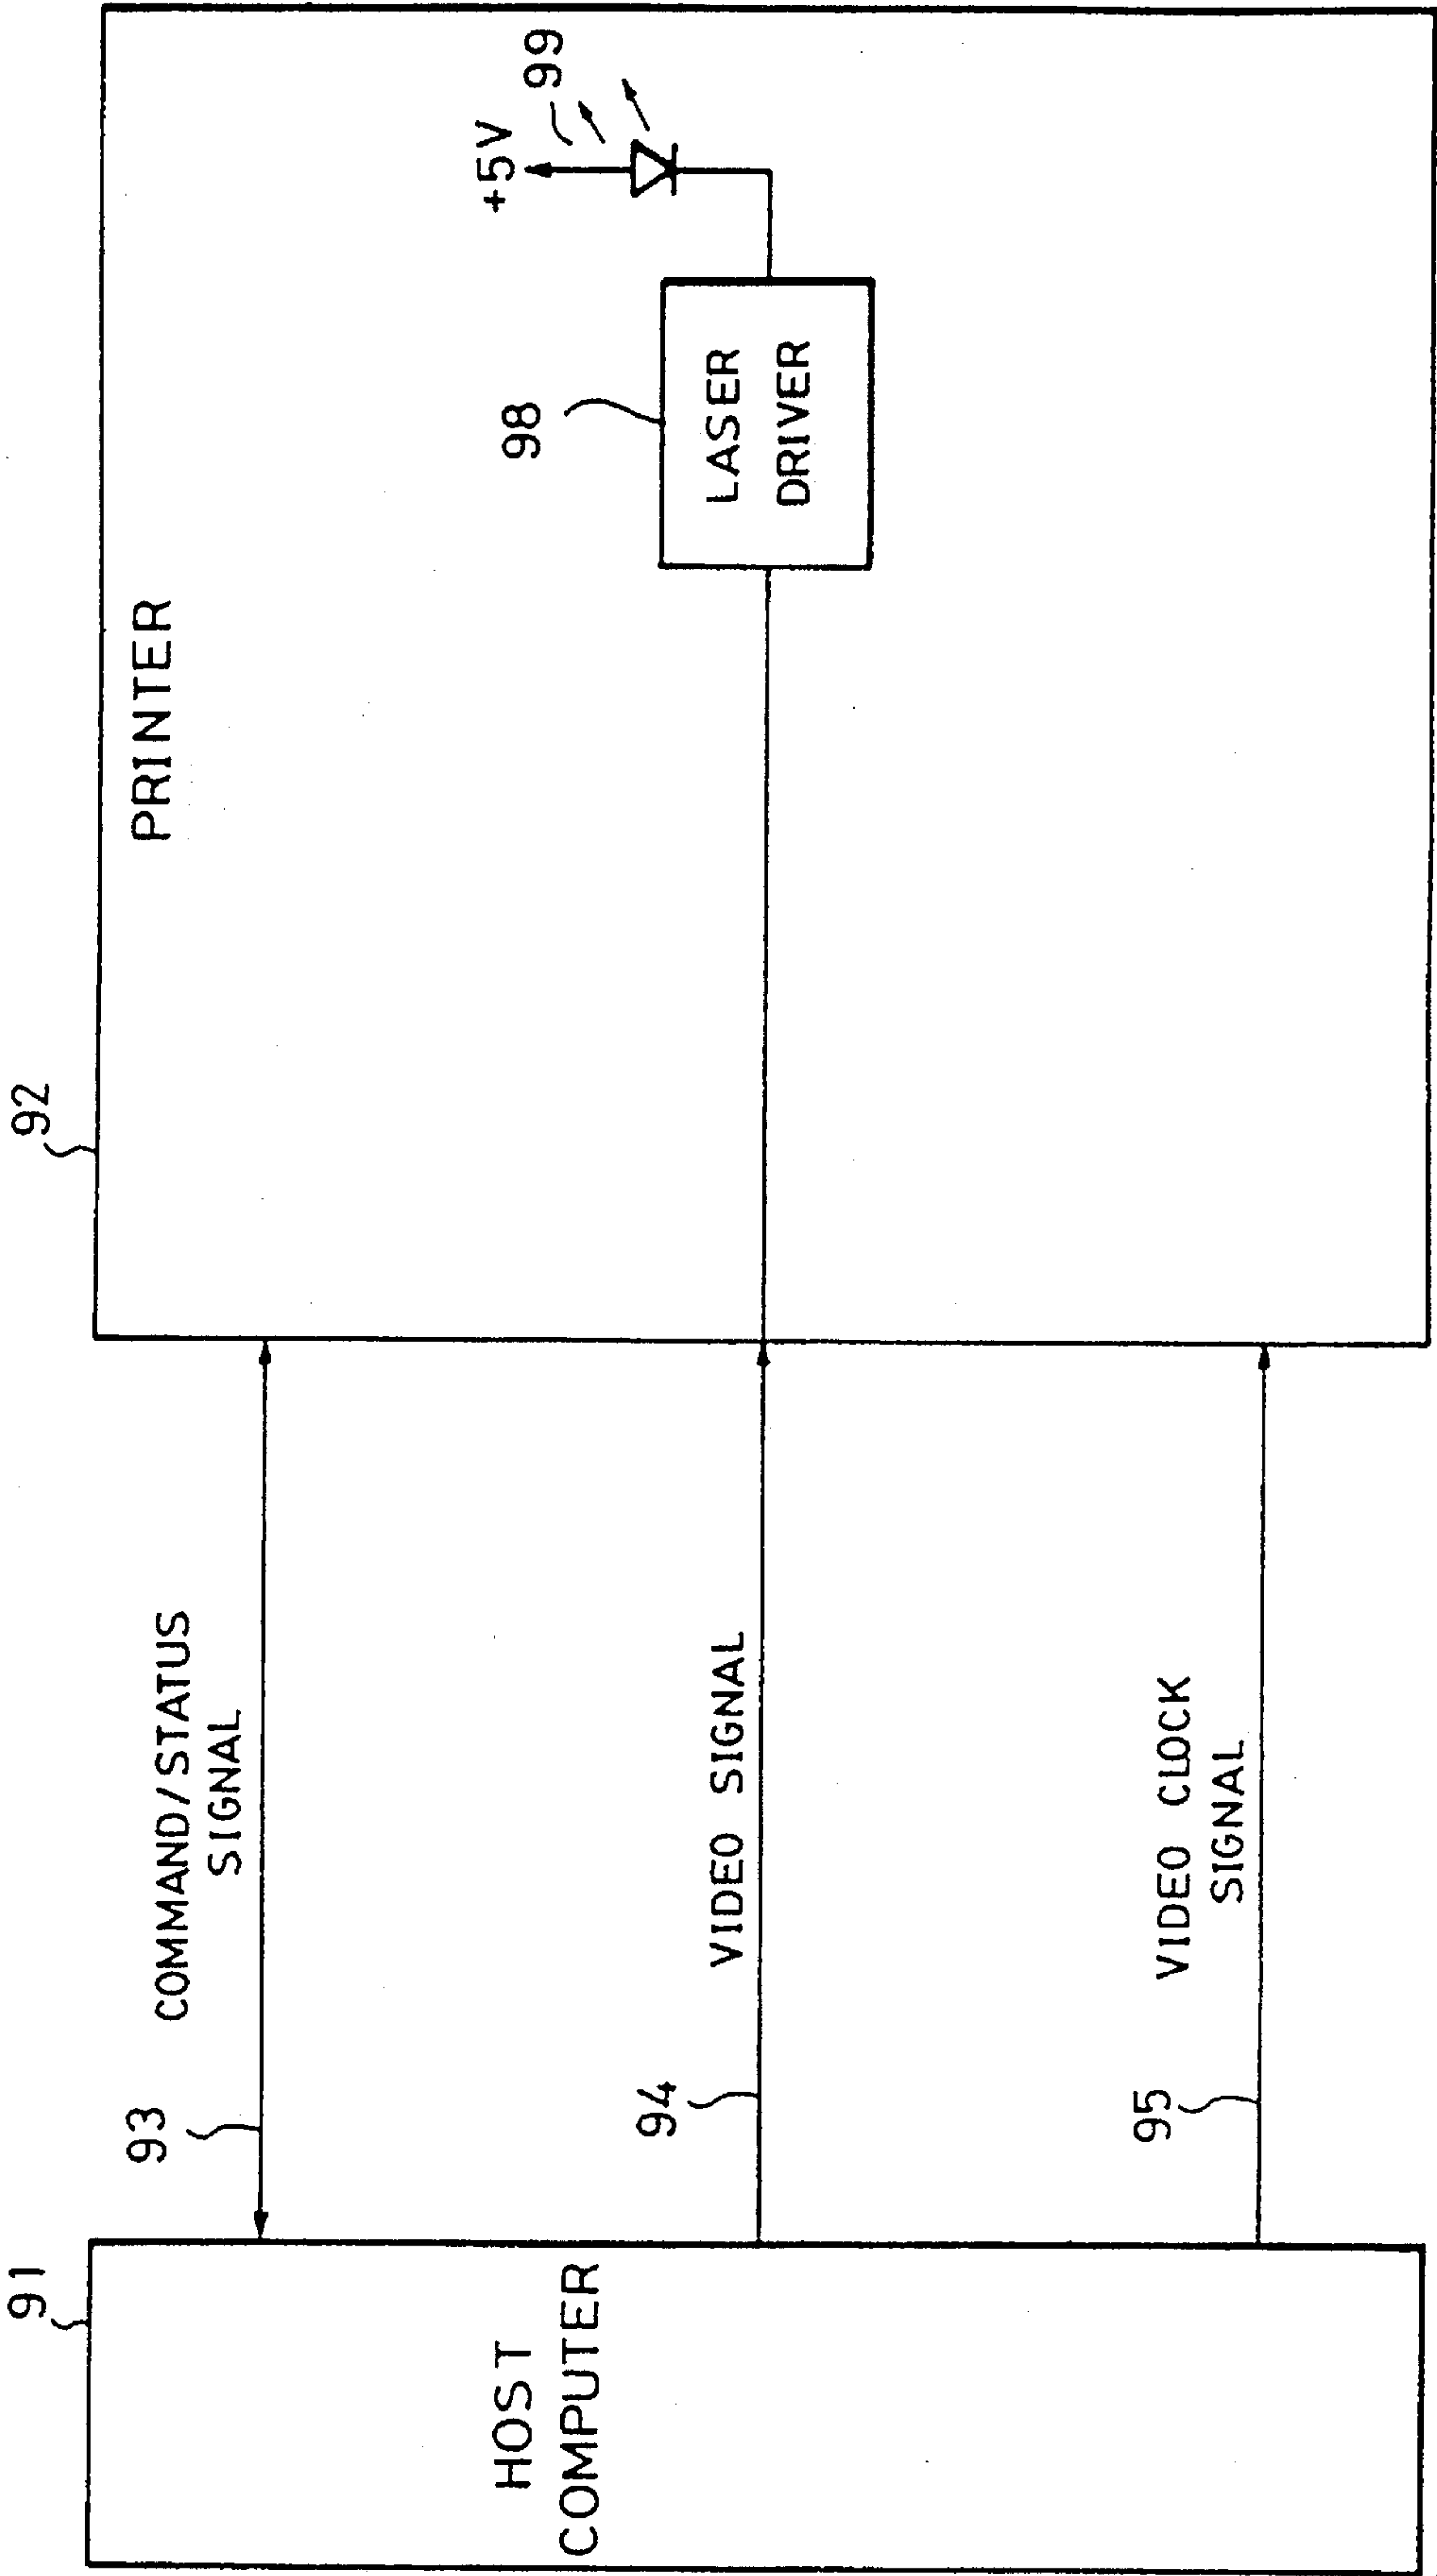 91
92
HOST
COMPUTER
93
COMMAND/STATUS
SIGNAL
94
VIDEO SIGNAL
95
VIDEO CLOCK
SIGNAL
PRINTER
98
LASER
DRIVER
+5V
99